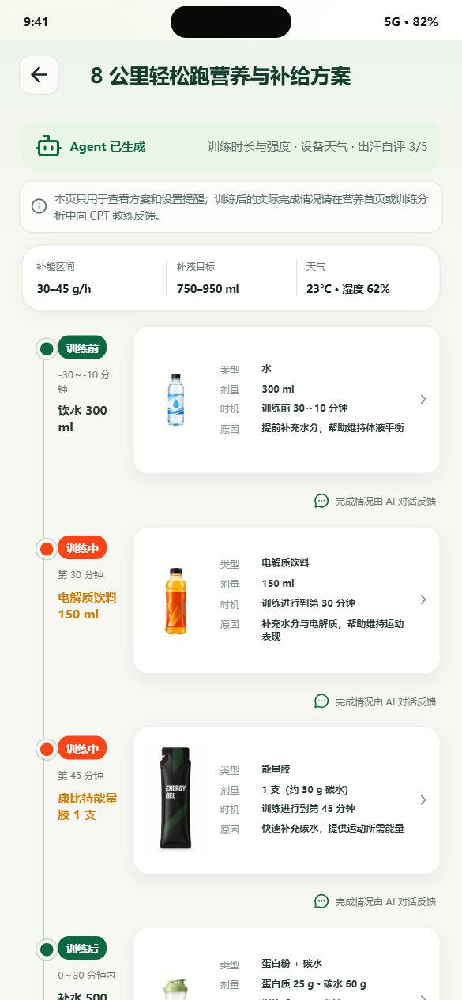 9:41
5G • 82%
8 公里轻松跑营养与补给方案
Agent 已生成
训练时长与强度 · 设备天气 · 出汗自评 3/5
本页只用于查看方案和设置提醒；训练后的实际完成情况请在营养首页或训练分
析中向 CPT 教练反馈。
补能区间
30–45 g/h
补液目标
750–950 ml
天气
23°C • 湿度 62%
训练前
-30 ~ -10 分
钟
饮水 300
ml
类型 水
剂量 300 ml
时机 训练前 30 ~ 10 分钟
原因 提前补充水分，帮助维持体液平衡
完成情况由 AI 对话反馈
训练中
第 30 分钟
电解质饮料
150 ml
类型 电解质饮料
剂量 150 ml
时机 训练进行到第 30 分钟
原因 补充水分与电解质，帮助维持运动
表现
完成情况由 AI 对话反馈
训练中
第 45 分钟
康比特能量
胶 1 支
ENERGY
GEL
类型 能量胶
剂量 1 支（约 30 g 碳水）
时机 训练进行到第 45 分钟
原因 快速补充碳水，提供运动所需能量
完成情况由 AI 对话反馈
训练后
0 ~ 30 分钟内
补水 500
类型 蛋白粉 + 碳水
剂量 蛋白质 25 g • 碳水 60 g